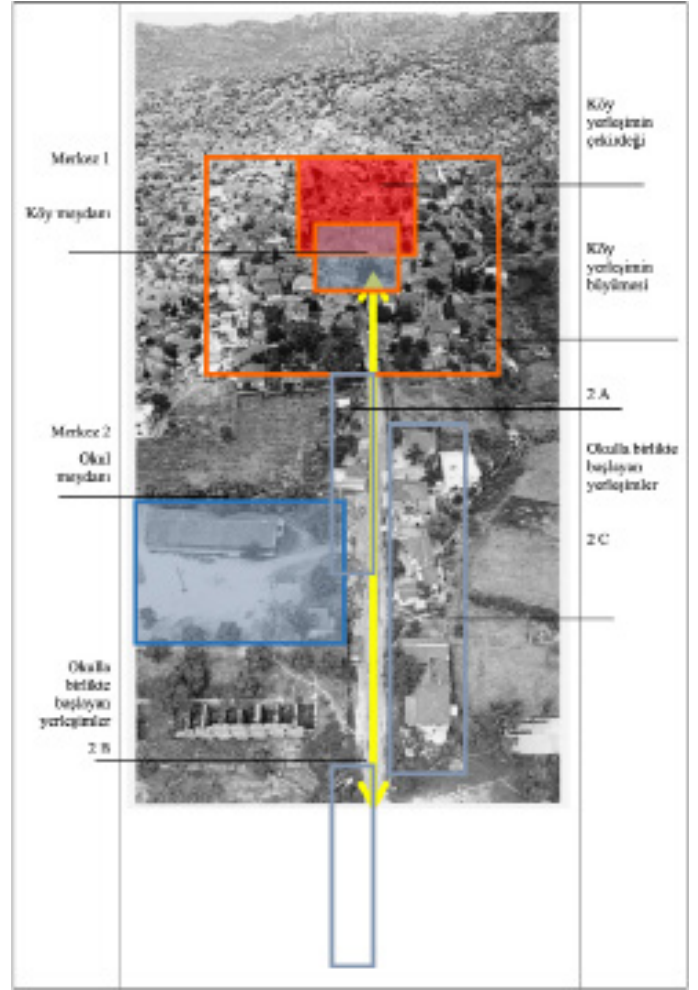 Merkez 1
Köy meydanı
Merkez 2
Okul
meydanı
Okulla
birlikte
başlayan
yerleşimler
2 B
Köy
yerleşimin
çekirdeği
Köy
yerleşimin
büyümesi
2 A
Okulla birlikte
başlayan
yerleşimler
2 C